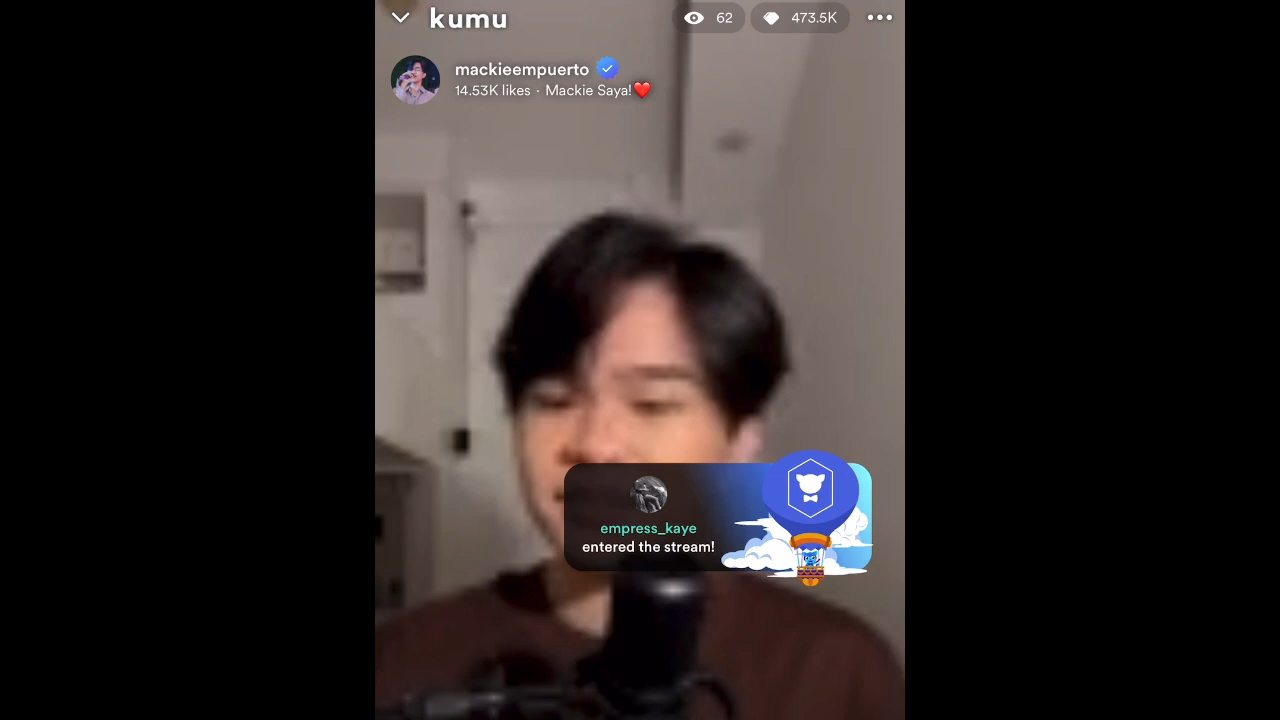 kumu
62
473.5K
mackieempuerto
14.53K likes · Mackie Saya!❤️
empress_kaye
entered the stream!